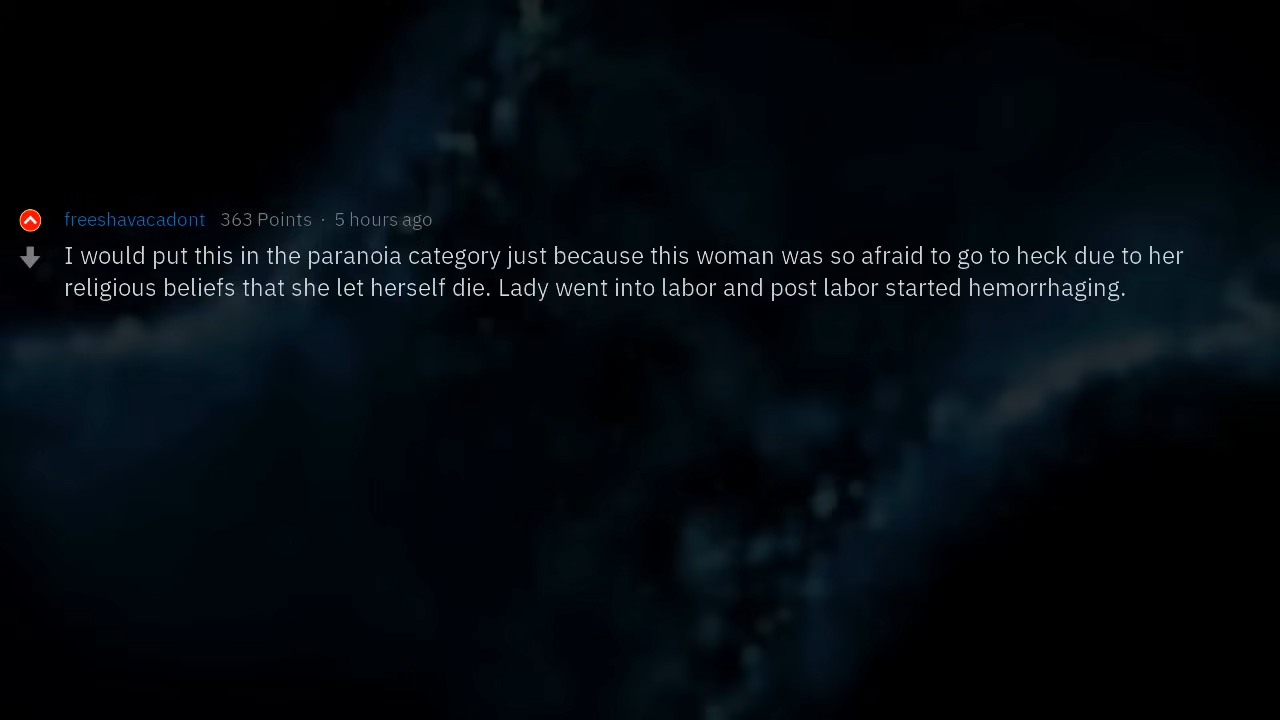 freeshavacadont 363 Points · 5 hours ago
I would put this in the paranoia category just because this woman was so afraid to go to heck due to her
religious beliefs that she let herself die. Lady went into labor and post labor started hemorrhaging.